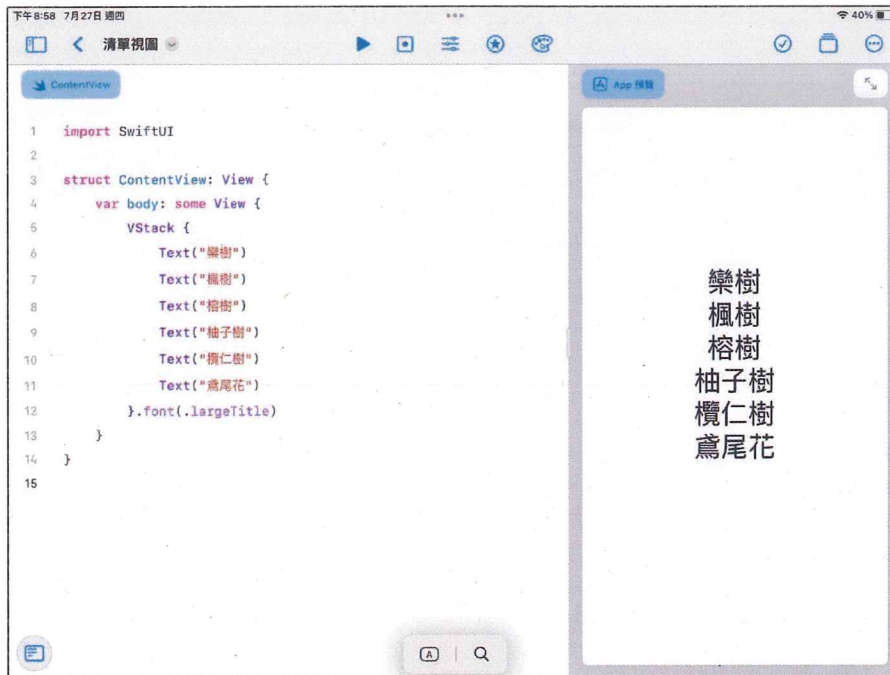 下午8:58 7月27日 週四
40%
清單視圖
ContentView
App 預覽
1 import SwiftUI
2
3 struct ContentView: View {
4 var body: some View {
5 VStack {
6 Text("欒樹")
7 Text("楓樹")
8 Text("榕樹")
9 Text("柚子樹")
10 Text("欖仁樹")
11 Text("鳶尾花")
12 }.font(.largeTitle)
13 }
14 }
15
欒樹
楓樹
榕樹
柚子樹
欖仁樹
鳶尾花
A